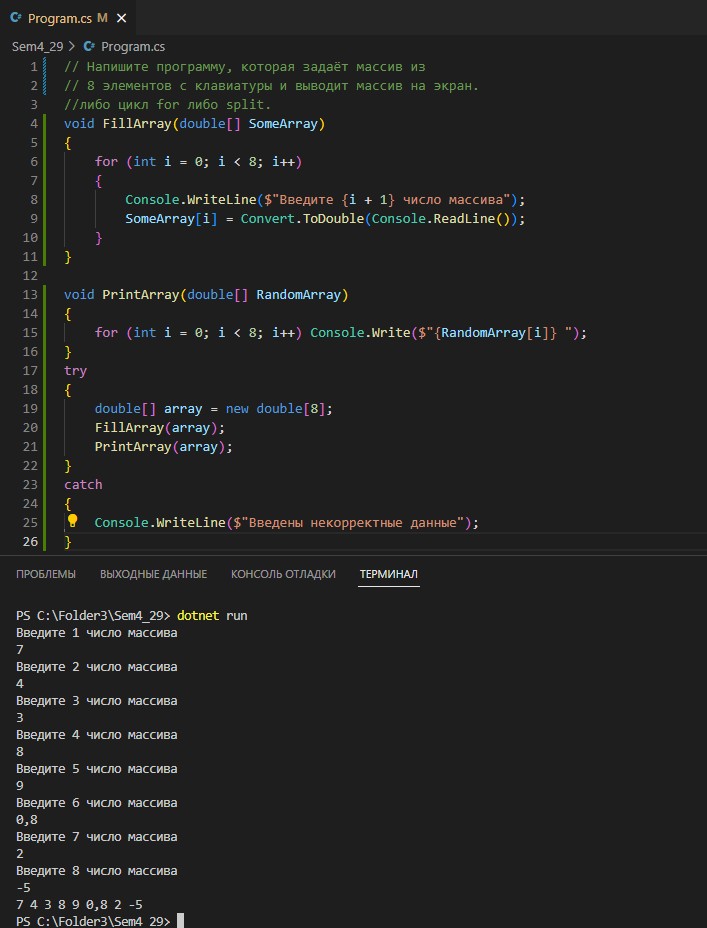 C# Program.cs M ×
Sem4_29 > C# Program.cs
1 // Напишите программу, которая задаёт массив из
2 // 8 элементов с клавиатуры и выводит массив на экран.
3 //либо цикл for либо split.
4 void FillArray(double[] SomeArray)
5 {
6 for (int i = 0; i < 8; i++)
7 {
8 Console.WriteLine($"Введите {i + 1} число массива");
9 SomeArray[i] = Convert.ToDouble(Console.ReadLine());
10 }
11 }
12
13 void PrintArray(double[] RandomArray)
14 {
15 for (int i = 0; i < 8; i++) Console.Write($"{RandomArray[i]} ");
16 }
17 try
18 {
19 double[] array = new double[8];
20 FillArray(array);
21 PrintArray(array);
22 }
23 catch
24 {
25 Console.WriteLine($"Введены некорректные данные");
26 }
ПРОБЛЕМЫ ВЫХОДНЫЕ ДАННЫЕ КОНСОЛЬ ОТЛАДКИ ТЕРМИНАЛ
PS C:\Folder3\Sem4_29> dotnet run
Введите 1 число массива
7
Введите 2 число массива
4
Введите 3 число массива
3
Введите 4 число массива
8
Введите 5 число массива
9
Введите 6 число массива
0,8
Введите 7 число массива
2
Введите 8 число массива
-5
7 4 3 8 9 0,8 2 -5
PS C:\Folder3\Sem4_29>